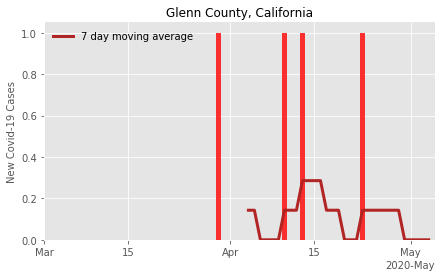 Glenn County, California
7 day moving average
New Covid-19 Cases
1.0
0.8
0.6
0.4
0.2
0.0
Mar
15
Apr
15
May
2020-May